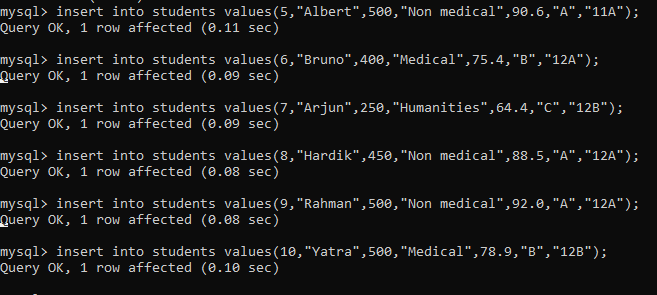 mysql> insert into students values(5,"Albert",500,"Non medical",90.6,"A","11A");
Query OK, 1 row affected (0.11 sec)
mysql> insert into students values(6,"Bruno",400,"Medical",75.4,"B","12A");
Query OK, 1 row affected (0.09 sec)
mysql> insert into students values(7,"Arjun",250,"Humanities",64.4,"C","12B");
Query OK, 1 row affected (0.09 sec)
mysql> insert into students values(8,"Hardik",450,"Non medical",88.5,"A","12A");
Query OK, 1 row affected (0.08 sec)
mysql> insert into students values(9,"Rahman",500,"Non medical",92.0,"A","12A");
Query OK, 1 row affected (0.08 sec)
mysql> insert into students values(10,"Yatra",500,"Medical",78.9,"B","12B");
Query OK, 1 row affected (0.10 sec)